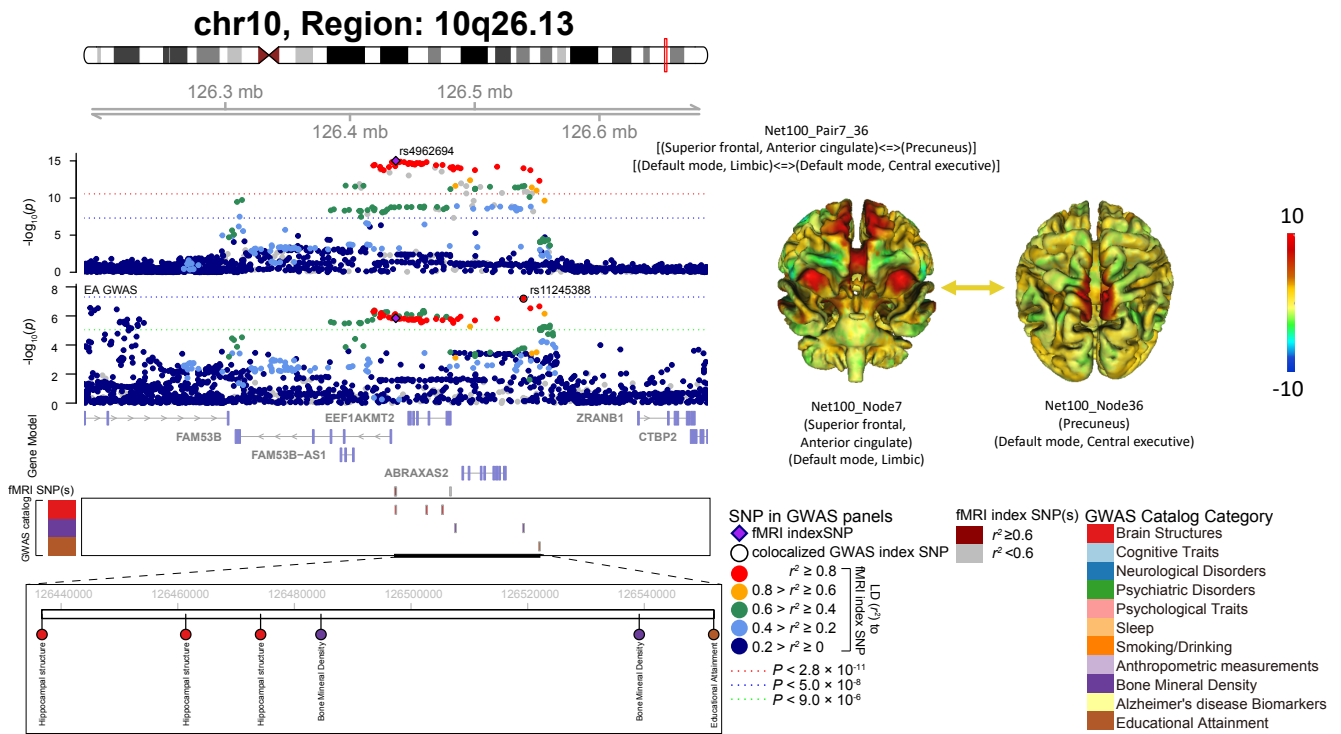 chr10, Region: 10q26.13
126.3 mb
126.5 mb
126.4 mb
126.6 mb
15
10
5
0
-log10(p)
rs4962694
EA GWAS
8
6
4
2
0
-log10(p)
rs11245388
Gene Model
EEF1AKMT2
ZRANB1
FAM53B
CTBP2
FAM53B-AS1
ABRAXAS2
fMRI SNP(s)
GWAS catalog
126440000
126460000
126480000
126500000
126520000
126540000
Hippocampal structure
Hippocampal structure
Hippocampal structure
Bone Mineral Density
Bone Mineral Density
Educational Attainment
Net100_Pair7_36
[(Superior frontal, Anterior cingulate)<=>(Precuneus)]
[(Default mode, Limbic)<=>(Default mode, Central executive)]
10
-10
Net100_Node7
(Superior frontal,
Anterior cingulate)
(Default mode, Limbic)
Net100_Node36
(Precuneus)
(Default mode, Central executive)
SNP in GWAS panels
fMRI indexSNP
colocalized GWAS index SNP
r² ≥ 0.8
0.8 > r² ≥ 0.6
0.6 > r² ≥ 0.4
0.4 > r² ≥ 0.2
0.2 > r² ≥ 0
LD (r²) to
fMRI index SNP
P < 2.8 × 10⁻¹¹
P < 5.0 × 10⁻⁸
P < 9.0 × 10⁻⁶
fMRI index SNP(s)
r² ≥0.6
r² <0.6
GWAS Catalog Category
Brain Structures
Cognitive Traits
Neurological Disorders
Psychiatric Disorders
Psychological Traits
Sleep
Smoking/Drinking
Anthropometric measurements
Bone Mineral Density
Alzheimer's disease Biomarkers
Educational Attainment